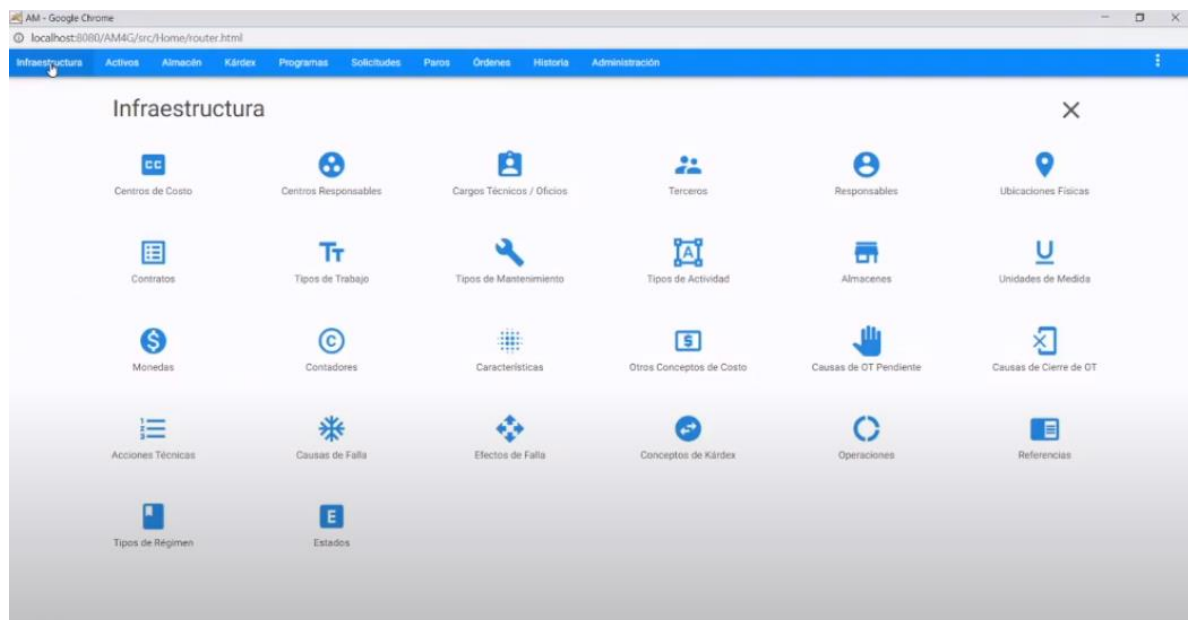 AM - Google Chrome
localhost:8080/AM4G/src/Home/router.html
Infraestructura Activos Almacén Kárdex Programas Solicitudes Paros Órdenes Historia Administración
Infraestructura
CC
Centros de Costo Centros Responsables Cargos Técnicos / Oficios Terceros Responsables Ubicaciones Físicas
TT A U
Contratos Tipos de Trabajo Tipos de Mantenimiento Tipos de Actividad Almacenes Unidades de Medida
$ C $
Monedas Contadores Características Otros Conceptos de Costo Causas de OT Pendiente Causas de Cierre de OT
1 2 3
Acciones Técnicas Causas de Falla Efectos de Falla Conceptos de Kárdex Operaciones Referencias
E
Tipos de Régimen Estados